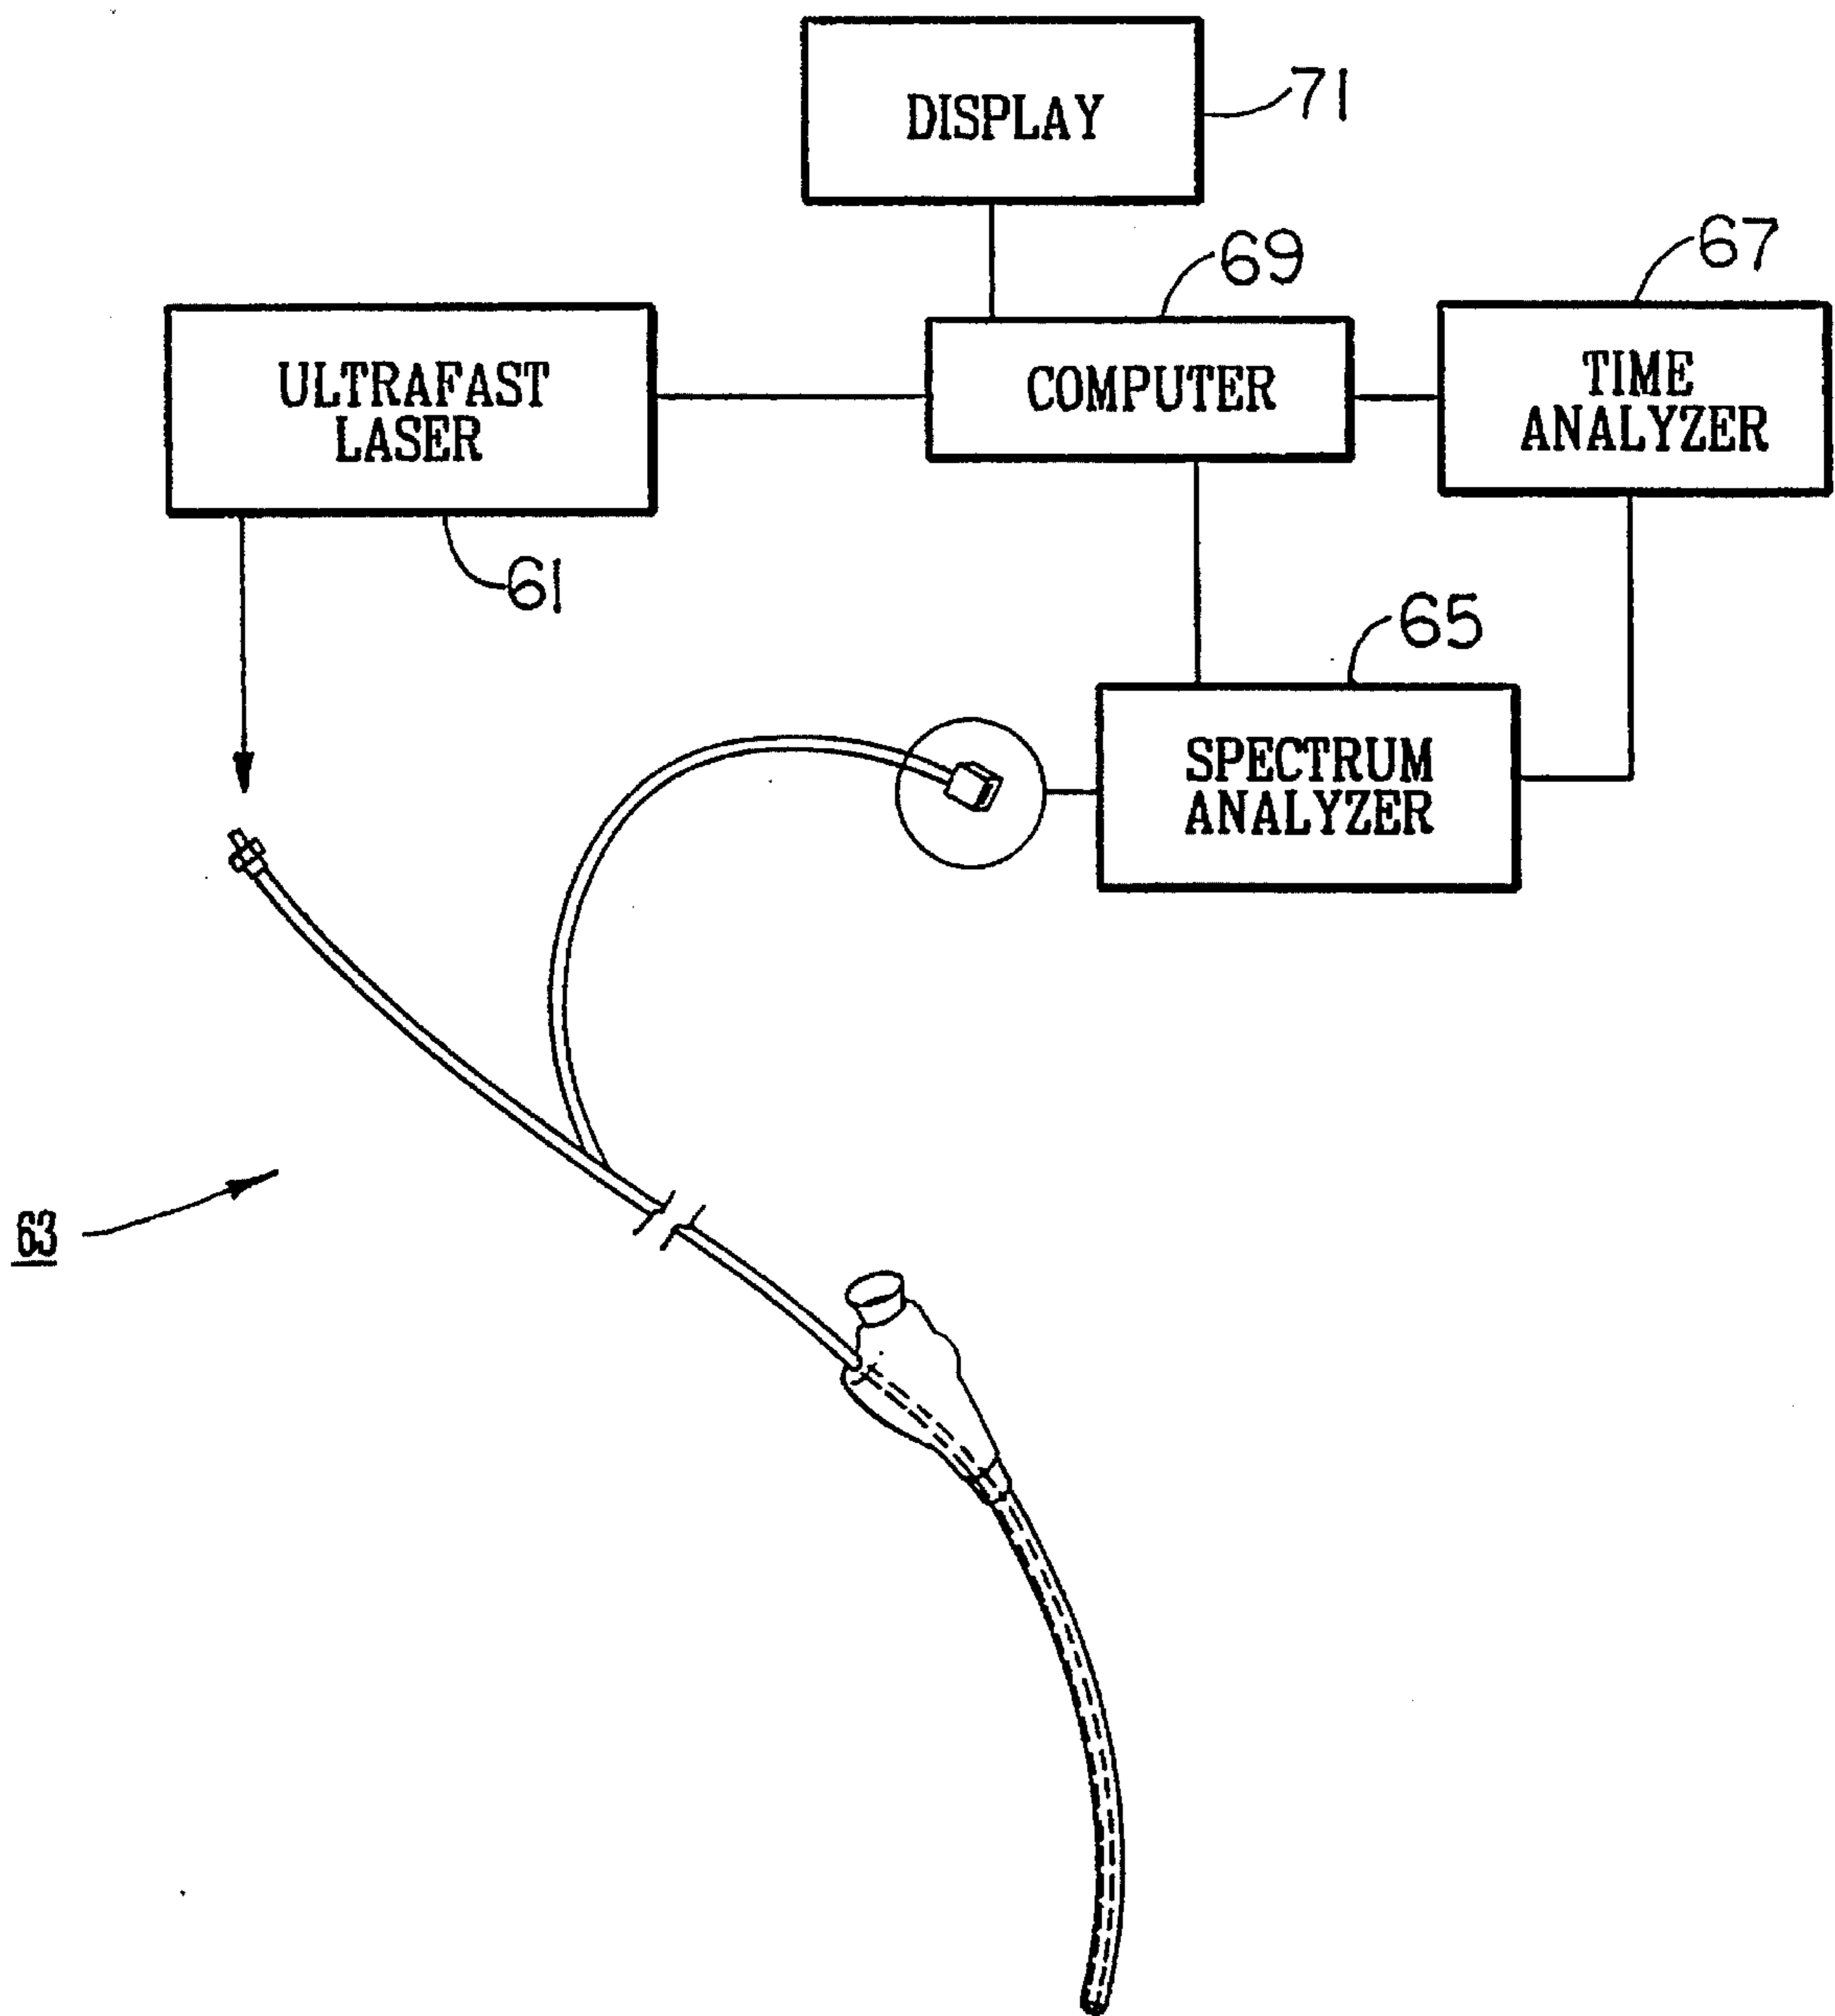 DISPLAY
71
69
67
ULTRAFAST
LASER
COMPUTER
TIME
ANALYZER
61
65
SPECTRUM
ANALYZER
63